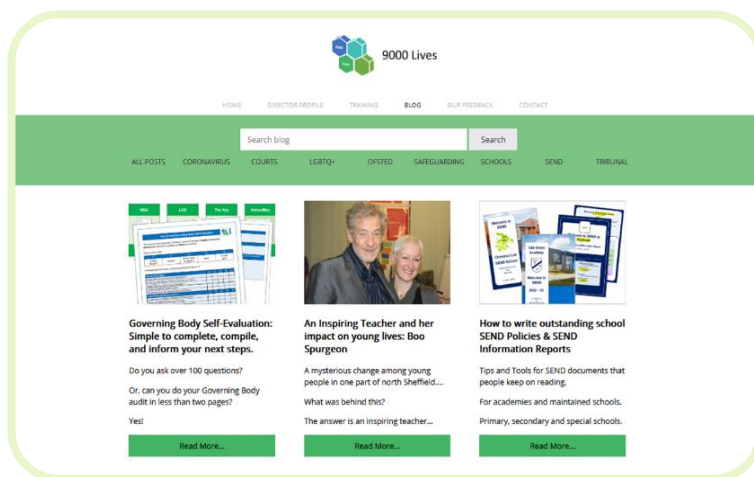 9000 Lives
HOME DIRECTOR PROFILE TRAINING BLOG OUR FEEDBACK CONTACT
Search blog Search
ALL POSTS CORONAVIRUS COURTS LGBTQ+ OFSTED SAFEGUARDING SCHOOLS SEND TRIBUNAL
Governing Body Self-Evaluation:
Simple to complete, compile,
and inform your next steps.
Do you ask over 100 questions?
Or, can you do your Governing Body
audit in less than two pages?
Yes!
Read More...
An Inspiring Teacher and her
impact on young lives: Boo
Spurgeon
A mysterious change among young
people in one part of north Sheffield....
What was behind this?
The answer is an inspiring teacher...
Read More...
How to write outstanding school
SEND Policies & SEND
Information Reports
Tips and Tools for SEND documents that
people keep on reading.
For academies and maintained schools.
Primary, secondary and special schools.
Read More...